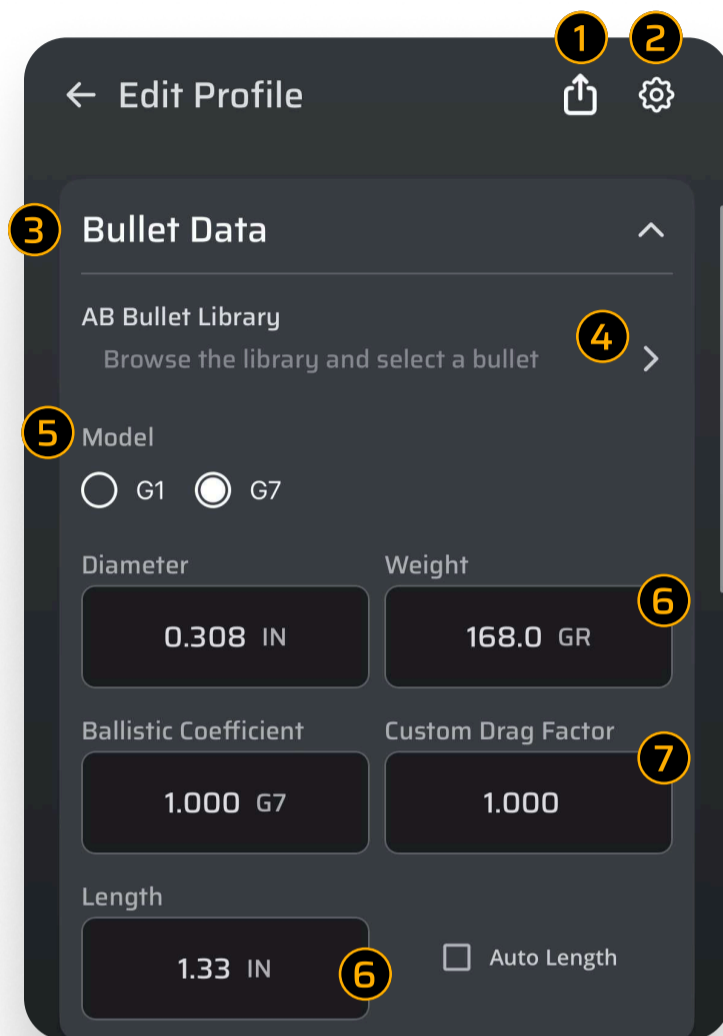 1 2
Edit Profile
3 Bullet Data
AB Bullet Library
Browse the library and select a bullet 4
5 Model
G1 G7
Diameter Weight
0.308 IN 168.0 GR 6
Ballistic Coefficient Custom Drag Factor
1.000 G7 1.000 7
Length
1.33 IN 6 Auto Length